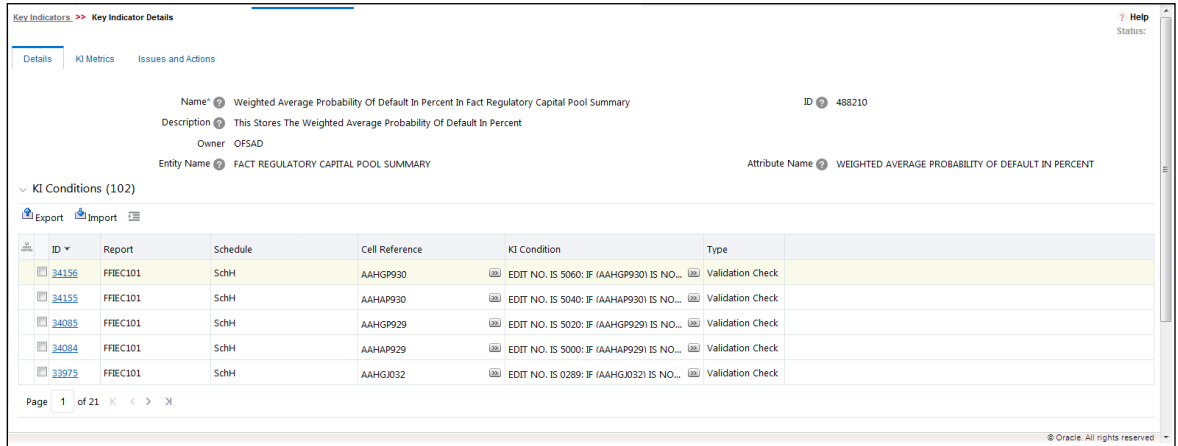 Key Indicators >> Key Indicator Details
? Help
Status:
Details KI Metrics Issues and Actions
Name* ? Weighted Average Probability Of Default In Percent In Fact Regulatory Capital Pool Summary ID ? 488210
Description ? This Stores The Weighted Average Probability Of Default In Percent
Owner OFSAD
Entity Name ? FACT REGULATORY CAPITAL POOL SUMMARY Attribute Name ? WEIGHTED AVERAGE PROBABILITY OF DEFAULT IN PERCENT
KI Conditions (102)
Export Import
ID Report Schedule Cell Reference KI Condition Type
34156 FFIEC101 SchH AAHGP930 EDIT NO. IS 5060: IF (AAHGP930) IS NO... Validation Check
34155 FFIEC101 SchH AAHAP930 EDIT NO. IS 5040: IF (AAHAP930) IS NO... Validation Check
34085 FFIEC101 SchH AAHGP929 EDIT NO. IS 5020: IF (AAHGP929) IS NO... Validation Check
34084 FFIEC101 SchH AAHAP929 EDIT NO. IS 5000: IF (AAHAP929) IS NO... Validation Check
33975 FFIEC101 SchH AAHGJ032 EDIT NO. IS 0289: IF (AAHGJ032) IS NO... Validation Check
Page 1 of 21
© Oracle. All rights reserved